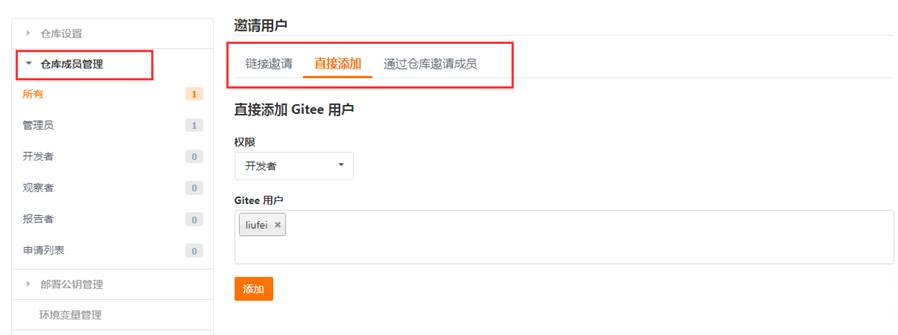 仓库设置
仓库成员管理
所有 1
管理员 1
开发者 0
观察者 0
报告者 0
申请列表 0
部署公钥管理
环境变量管理
邀请用户
链接邀请 直接添加 通过仓库邀请成员
直接添加 Gitee 用户
权限
开发者
Gitee 用户
liufei ×
添加